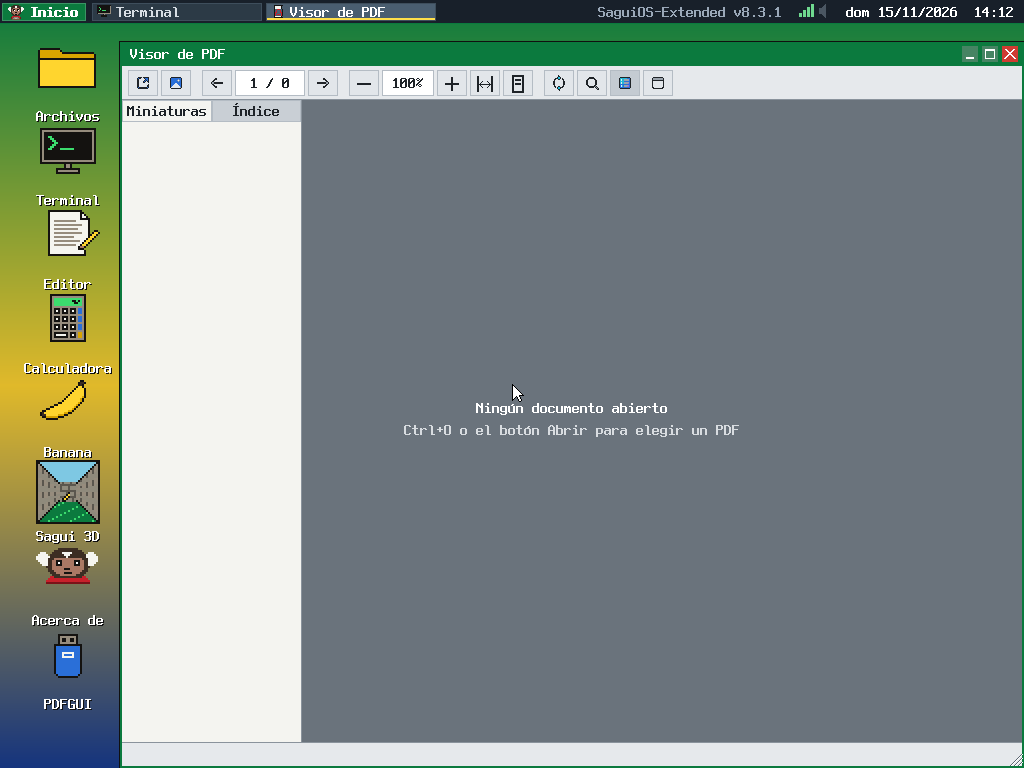 Inicio
Terminal
Visor de PDF
SaguiOS-Extended v8.3.1
dom 15/11/2026
14:12
Visor de PDF
1 / 0
100%
Miniaturas
Índice
Archivos
Terminal
Editor
Calculadora
Banana
Sagui 3D
Acerca de
PDFGUI
Ningún documento abierto
Ctrl+O o el botón Abrir para elegir un PDF